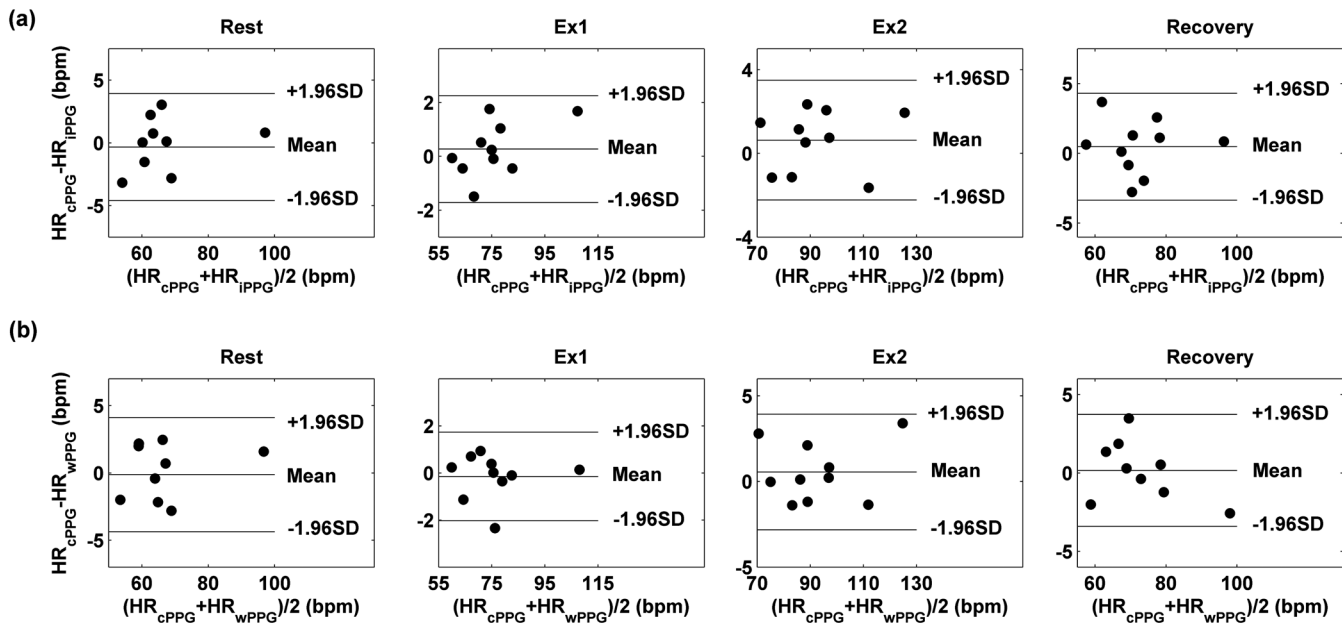 (a)
Rest
Ex1
Ex2
Recovery
HRcPPG-HRiPPG (bpm)
5
0
-5
+1.96SD
Mean
-1.96SD
60
80
100
(HRcPPG+HRiPPG)/2 (bpm)
2
0
-2
+1.96SD
Mean
-1.96SD
55
75
95
115
(HRcPPG+HRiPPG)/2 (bpm)
4
0
-4
+1.96SD
Mean
-1.96SD
70
90
110
130
(HRcPPG+HRiPPG)/2 (bpm)
5
0
-5
+1.96SD
Mean
-1.96SD
60
80
100
(HRcPPG+HRiPPG)/2 (bpm)
(b)
Rest
Ex1
Ex2
Recovery
HRcPPG-HRwPPG (bpm)
5
0
-5
+1.96SD
Mean
-1.96SD
60
80
100
(HRcPPG+HRwPPG)/2 (bpm)
2
0
-2
+1.96SD
Mean
-1.96SD
55
75
95
115
(HRcPPG+HRwPPG)/2 (bpm)
5
0
-5
+1.96SD
Mean
-1.96SD
70
90
110
130
(HRcPPG+HRwPPG)/2 (bpm)
5
0
-5
+1.96SD
Mean
-1.96SD
60
80
100
(HRcPPG+HRwPPG)/2 (bpm)